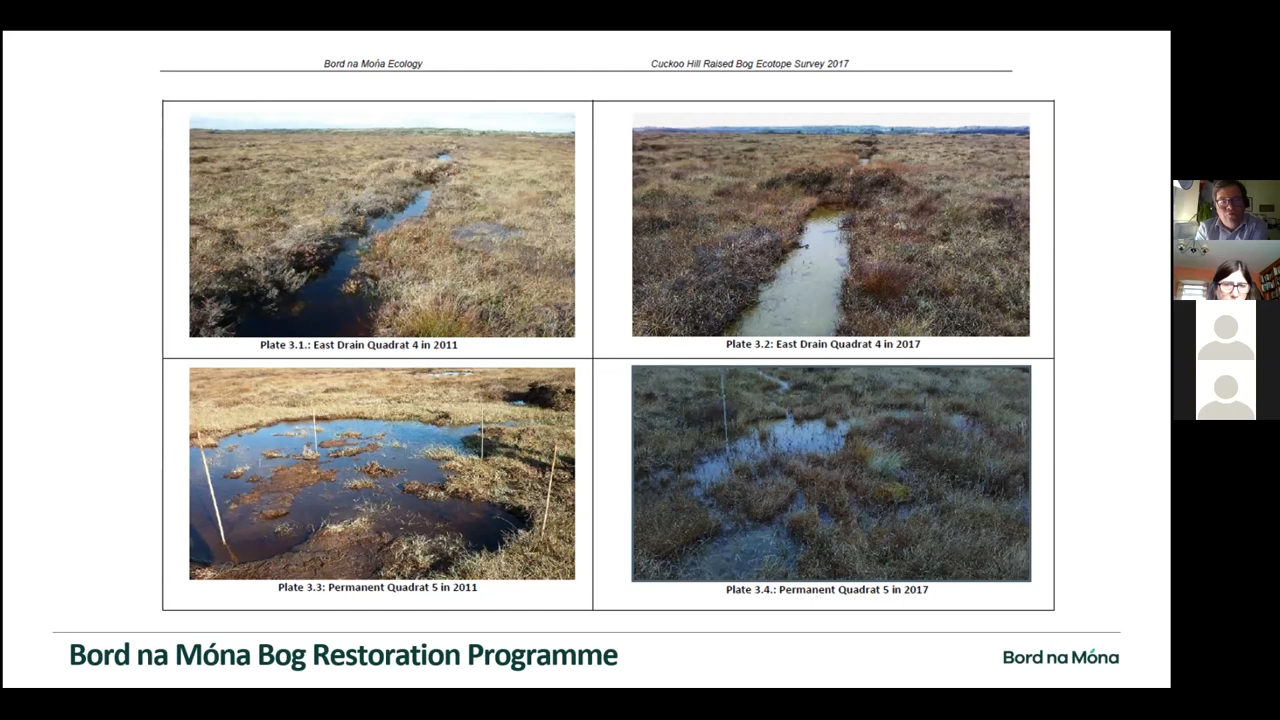 Bord na Móńa Ecology
Cuckoo Hill Raised Bog Ecotope Survey 2017
Plate 3.1.: East Drain Quadrat 4 in 2011
Plate 3.2: East Drain Quadrat 4 in 2017
Plate 3.3: Permanent Quadrat 5 in 2011
Plate 3.4.: Permanent Quadrat 5 in 2017
Bord na Móna Bog Restoration Programme
Bord na Móna